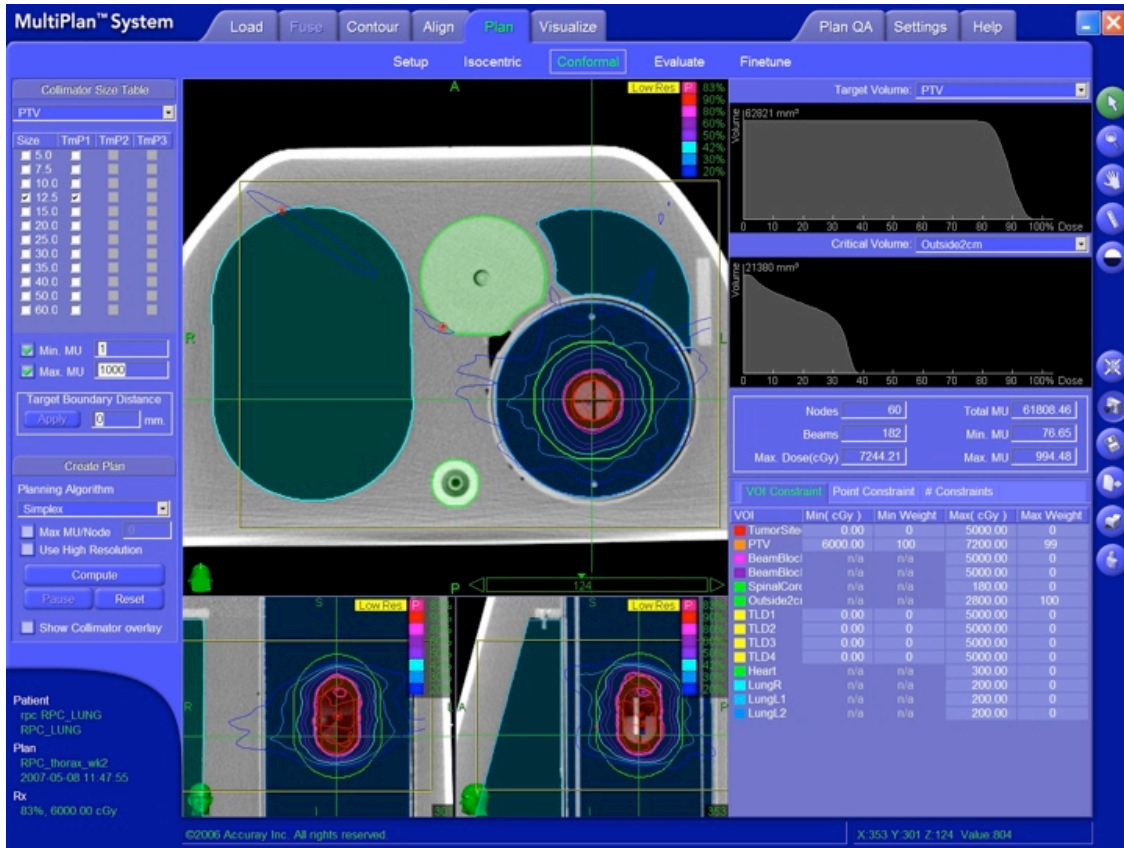 MultiPlan™ System
Load Fuse Contour Align Plan Visualize Plan QA Settings Help
Setup Isocentric Conformal Evaluate Finetune
Collimator Size Table
PTV
Size TmP1 TmP2 TmP3
5.0
7.5
10.0
12.5
15.0
20.0
25.0
30.0
35.0
40.0
50.0
60.0
Min. MU 1
Max. MU 1000
Target Boundary Distance
Apply 0 mm.
Create Plan
Planning Algorithm
Simplex
Max MU/Node 0
Use High Resolution
Compute
Pause Reset
Show Collimator overlay
Patient
rpc RPC_LUNG
RPC_LUNG
Plan
RPC_thorax_wk2
2007-05-08 11:47:55
Rx
83%, 6000.00 cGy
A
Low Res P 83%
90%
80%
60%
50%
42%
30%
20%
R
L
P
124
S
Low Res P
R
L
I
30
S
Low Res P
A
P
I
353
Target Volume: PTV
Volume
62821 mm³
0 10 20 30 40 50 60 70 80 90 100% Dose
Critical Volume: Outside2cm
Volume
21380 mm³
0 10 20 30 40 50 60 70 80 90 100% Dose
Nodes 60 Total MU 61808.46
Beams 182 Min. MU 76.65
Max. Dose(cGy) 7244.21 Max. MU 994.48
VOI Constraint Point Constraint # Constraints
VOI Min( cGy ) Min Weight Max( cGy ) Max Weight
TumorSite 0.00 0 5000.00 0
PTV 6000.00 100 7200.00 99
BeamBloc n/a n/a 5000.00 0
BeamBloc n/a n/a 5000.00 0
SpinalCor n/a n/a 180.00 0
Outside2c n/a n/a 2800.00 100
TLD1 0.00 0 5000.00 0
TLD2 0.00 0 5000.00 0
TLD3 0.00 0 5000.00 0
TLD4 0.00 0 5000.00 0
Heart n/a n/a 300.00 0
LungR n/a n/a 200.00 0
LungL1 n/a n/a 200.00 0
LungL2 n/a n/a 200.00 0
©2006 Accuray Inc. All rights reserved.
X:353 Y:301 Z:124 Value:804